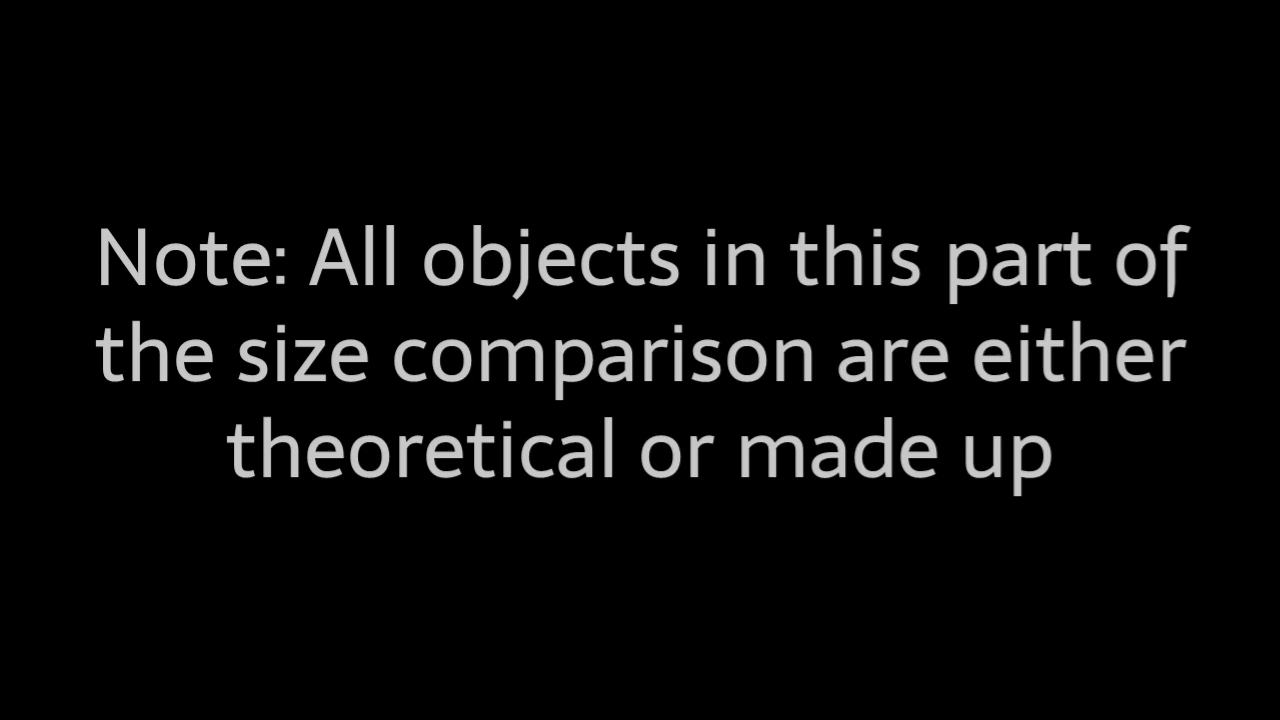 Note: All objects in this part of
the size comparison are either
theoretical or made up